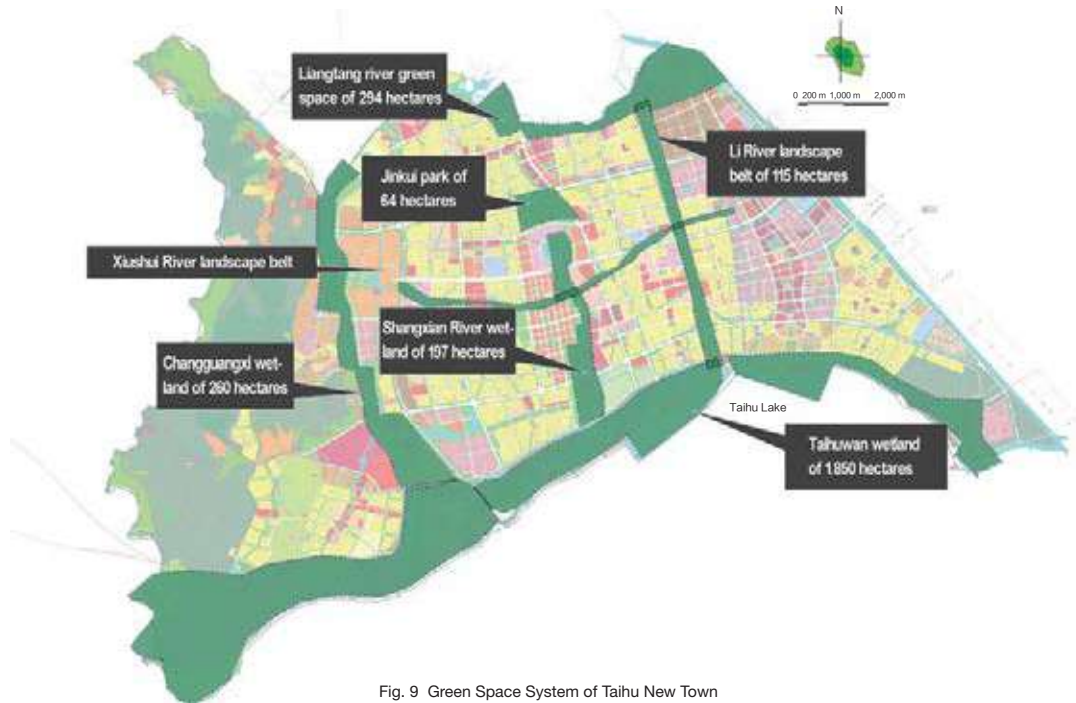 N
0 200 m 1,000 m 2,000 m
Liangtang river green
space of 294 hectares
Li River landscape
belt of 115 hectares
Jinkui park of
64 hectares
Xiushui River landscape belt
Shangxian River wet-
land of 197 hectares
Changguangxi wet-
land of 260 hectares
Taihu Lake
Taihuwan wetland
of 1.850 hectares
Fig. 9 Green Space System of Taihu New Town